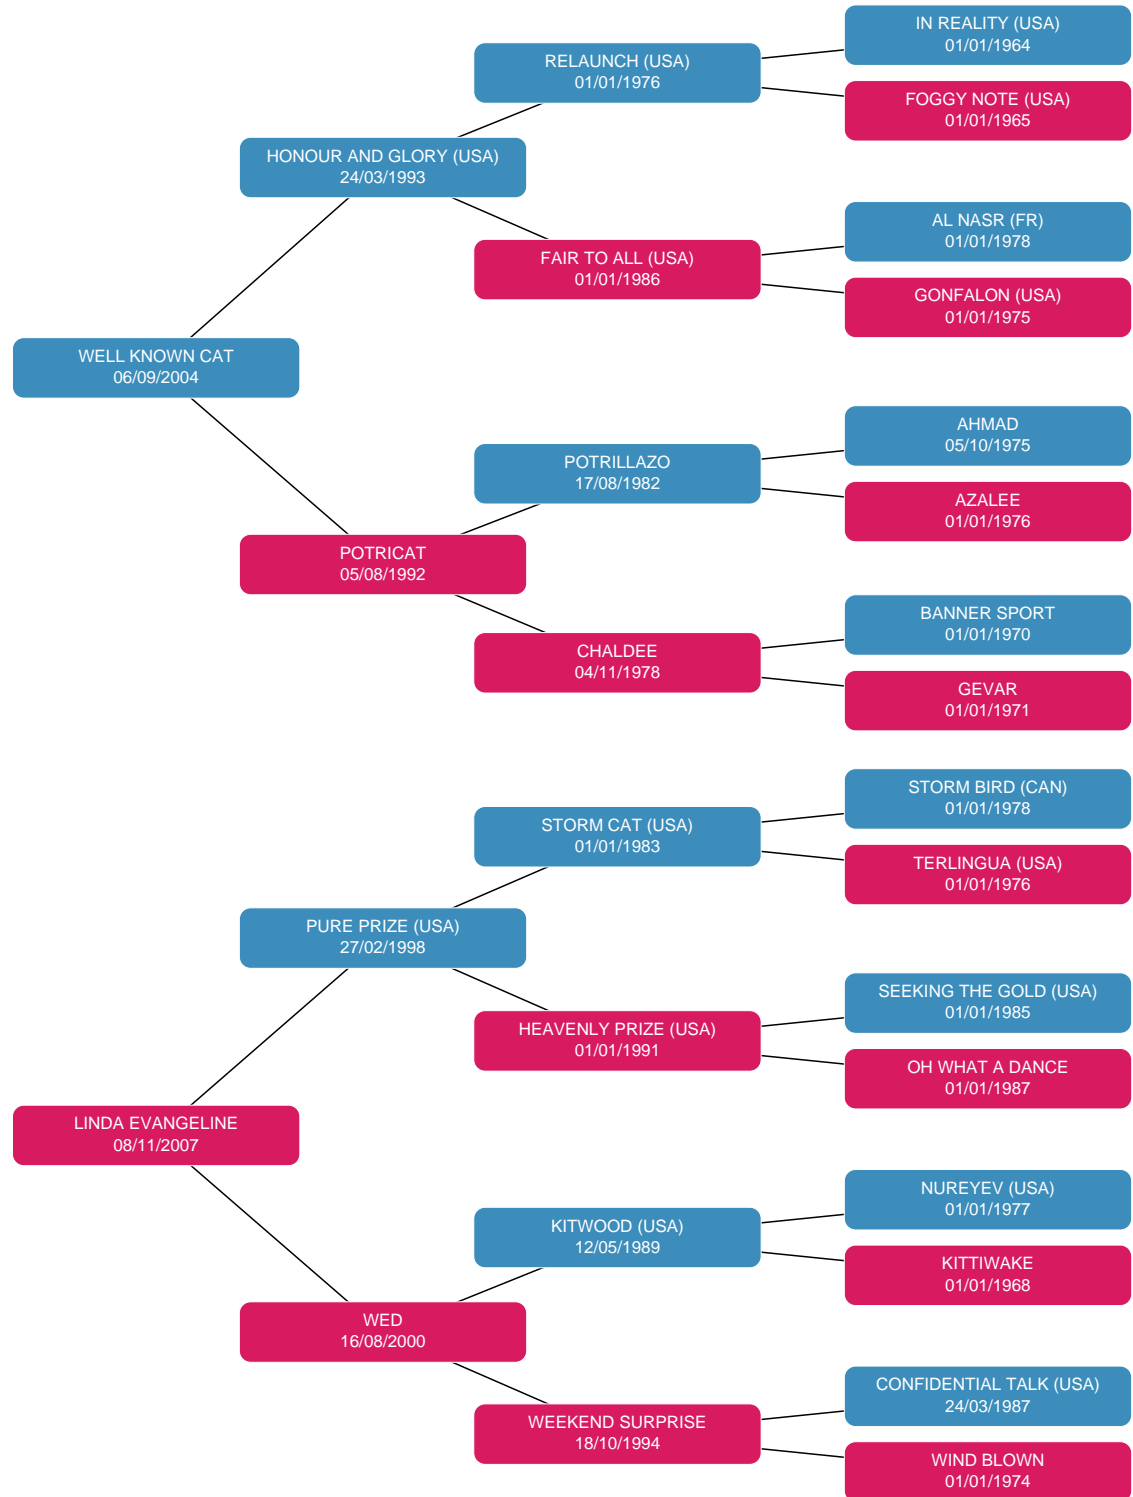 IN REALITY (USA)
01/01/1964
RELAUNCH (USA)
01/01/1976
FOGGY NOTE (USA)
01/01/1965
HONOUR AND GLORY (USA)
24/03/1993
AL NASR (FR)
01/01/1978
FAIR TO ALL (USA)
01/01/1986
GONFALON (USA)
01/01/1975
WELL KNOWN CAT
06/09/2004
AHMAD
05/10/1975
POTRILLAZO
17/08/1982
AZALEE
01/01/1976
POTRICAT
05/08/1992
BANNER SPORT
01/01/1970
CHALDEE
04/11/1978
GEVAR
01/01/1971
STORM BIRD (CAN)
01/01/1978
STORM CAT (USA)
01/01/1983
TERLINGUA (USA)
01/01/1976
PURE PRIZE (USA)
27/02/1998
SEEKING THE GOLD (USA)
01/01/1985
HEAVENLY PRIZE (USA)
01/01/1991
OH WHAT A DANCE
01/01/1987
LINDA EVANGELINE
08/11/2007
NUREYEV (USA)
01/01/1977
KITWOOD (USA)
12/05/1989
KITTIWAKE
01/01/1968
WED
16/08/2000
CONFIDENTIAL TALK (USA)
24/03/1987
WEEKEND SURPRISE
18/10/1994
WIND BLOWN
01/01/1974